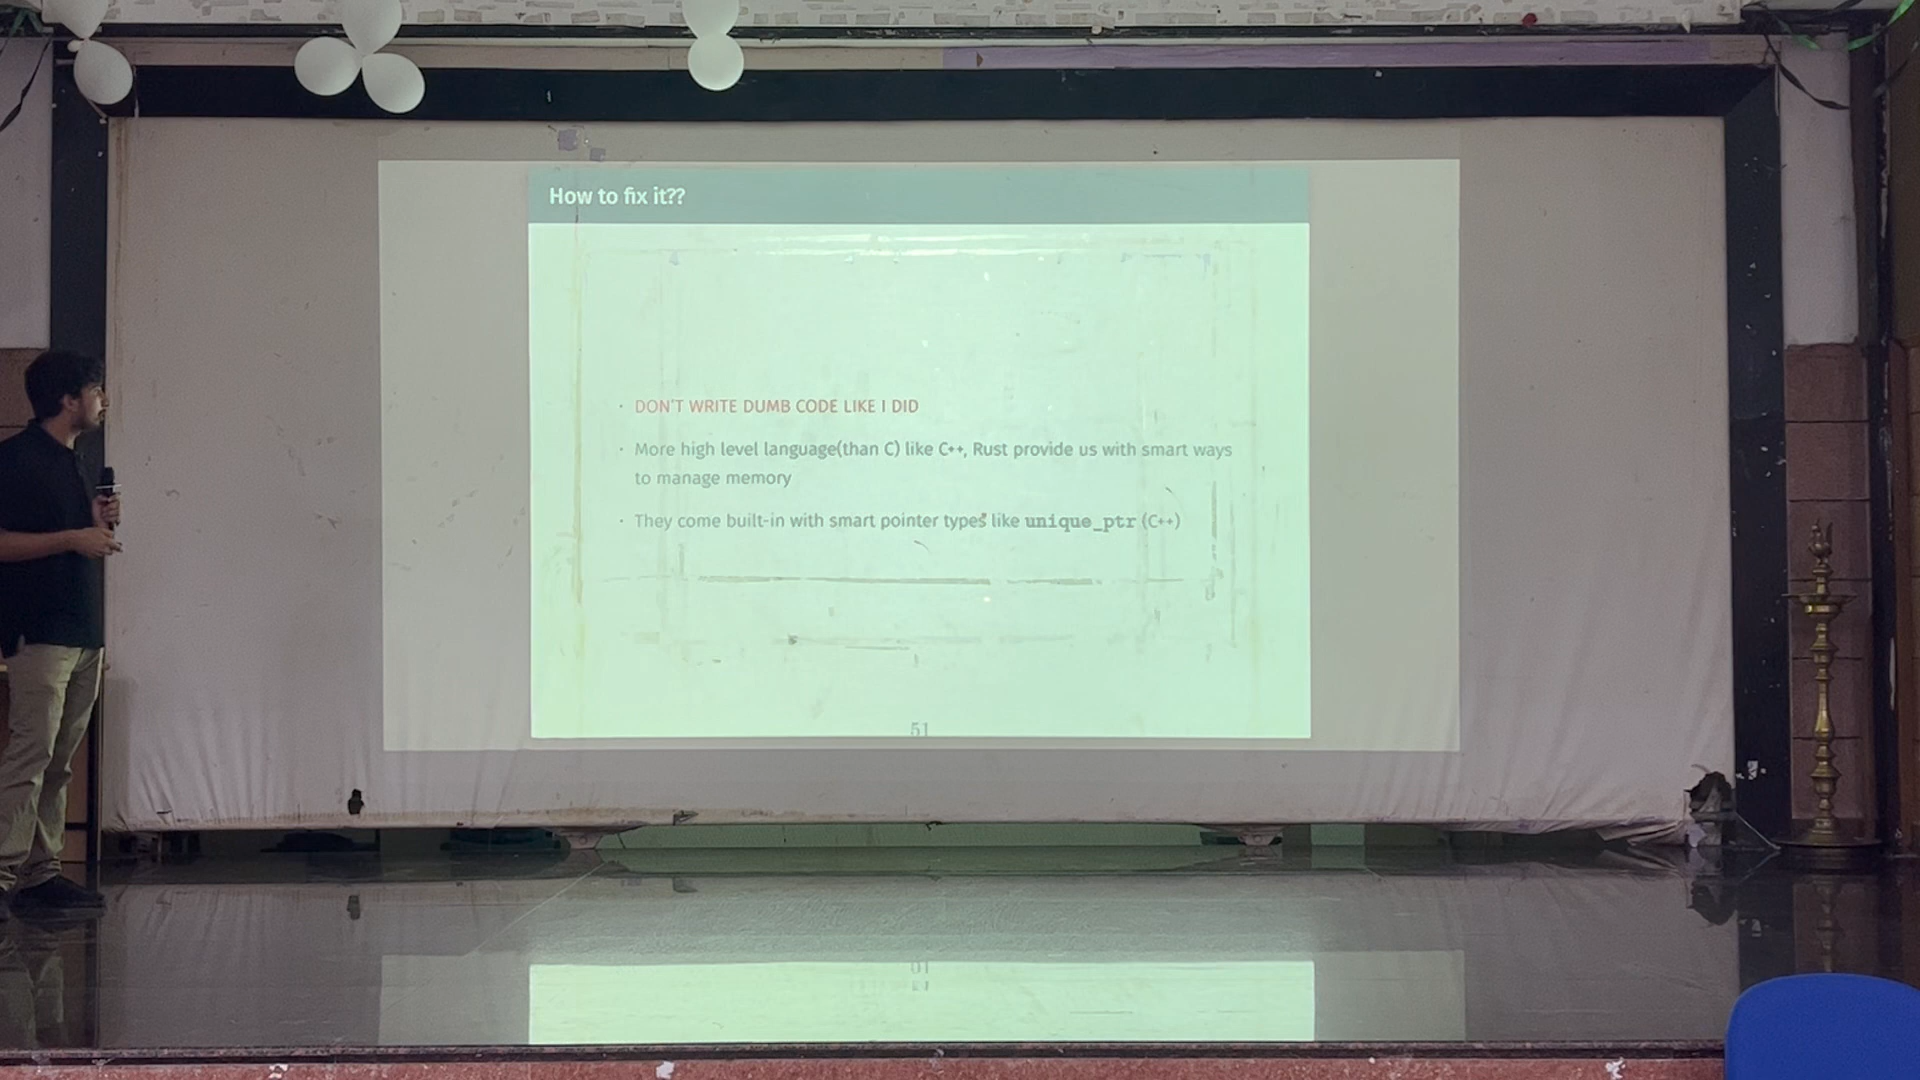 How to fix it??
· DON'T WRITE DUMB CODE LIKE I DID
· More high level language(than C) like C++, Rust provide us with smart ways
to manage memory
· They come built-in with smart pointer types like unique_ptr (C++)
51